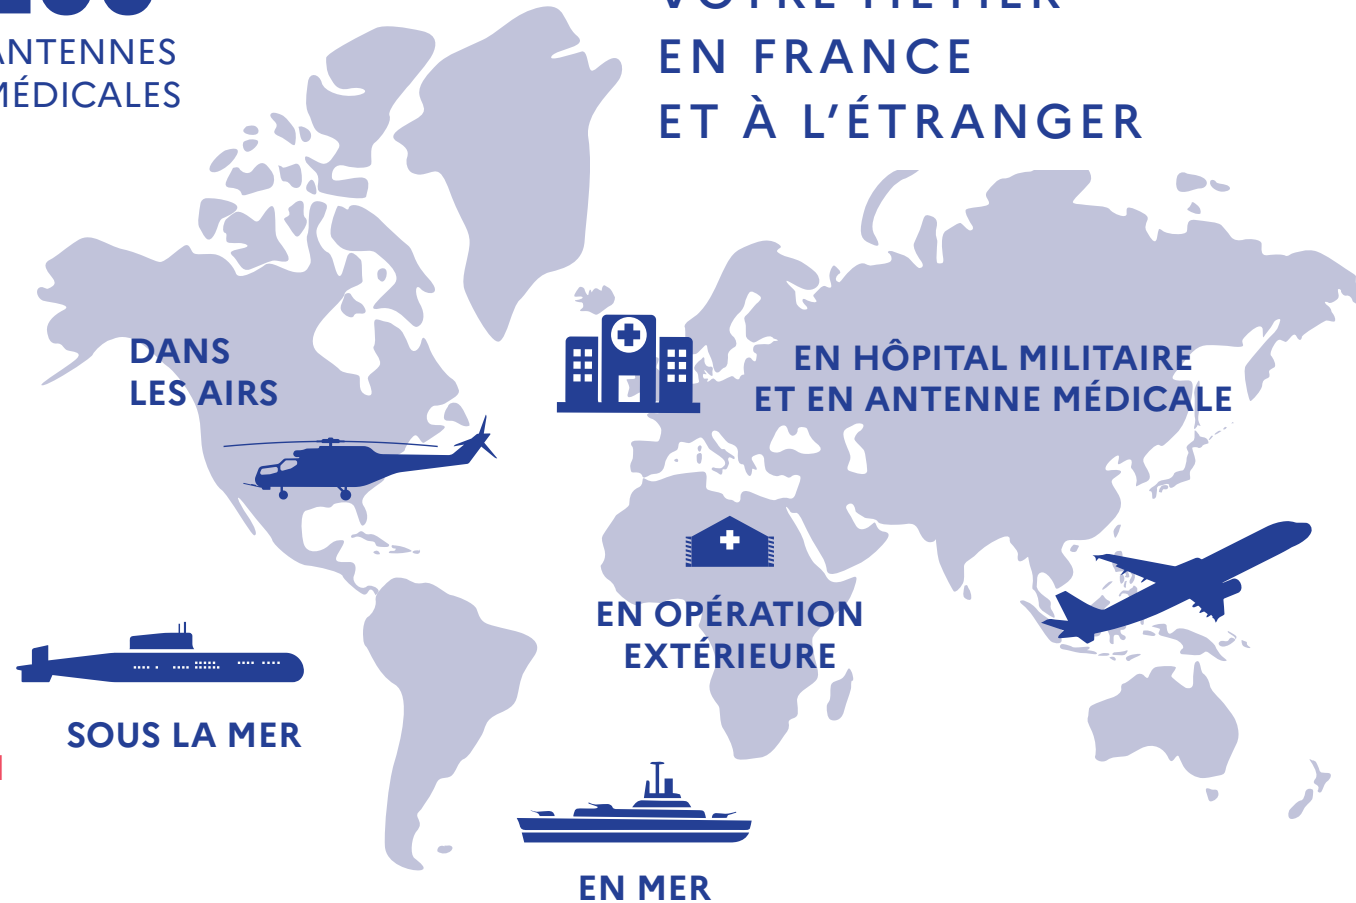 MÉDICALES
EN FRANCE
ET À L’ÉTRANGER
DANS
LES AIRS
EN HÔPITAL MILITAIRE
ET EN ANTENNE MÉDICALE
EN OPÉRATION
EXTÉRIEURE
SOUS LA MER
EN MER